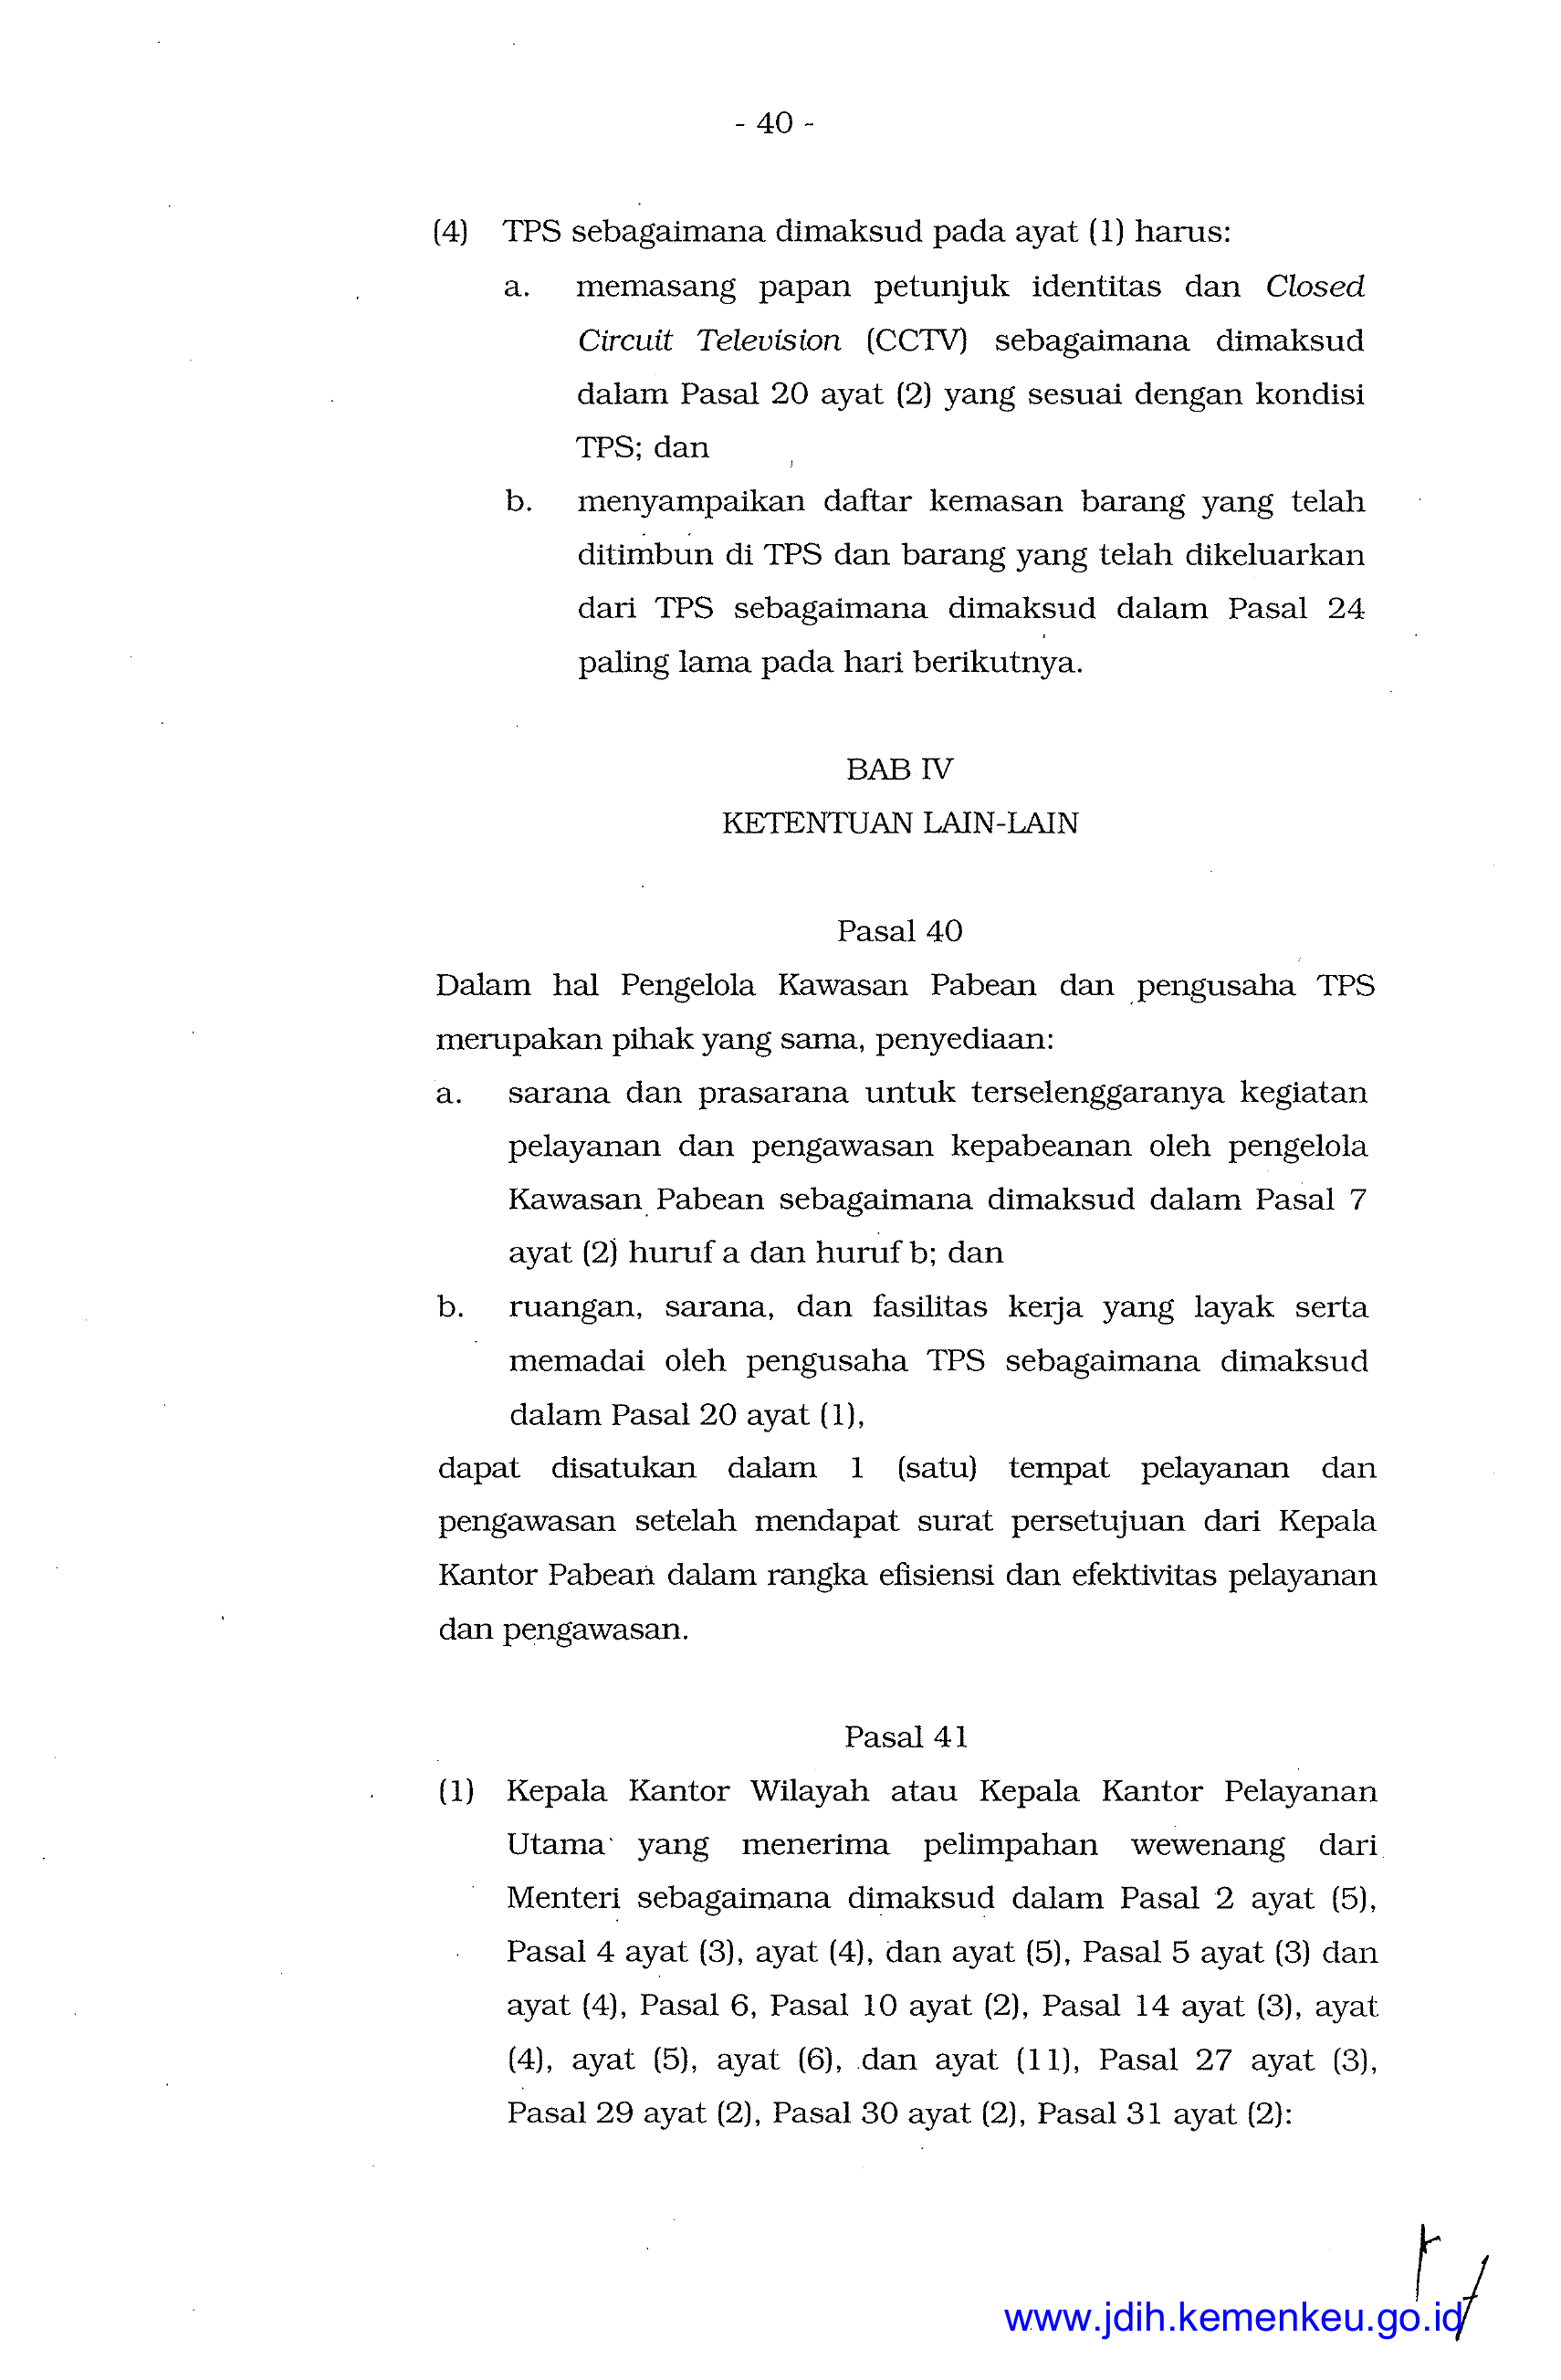 - 40 -
(4) TPS sebagaimana dimaksud pada ayat (1) harus:
a. memasang papan petunjuk identitas dan Closed
Circuit Television (CCTV) sebagaimana dimaksud
dalam Pasal 20 ayat (2) yang sesuai dengan kondisi
TPS; dan
b. menyampaikan daftar kemasan barang yang telah
ditimbun di TPS dan barang yang telah dikeluarkan
dari TPS sebagaimana dimaksud dalam Pasal 24
paling lama pada hari berikutnya.
BAB IV
KETENTUAN LAIN-LAIN
Pasal 40
Dalam hal Pengelola Kawasan Pabean dan pengusaha TPS
merupakan pihak yang sama, penyediaan:
a. sarana dan prasarana untuk terselenggaranya kegiatan
pelayanan dan pengawasan kepabeanan oleh pengelola
Kawasan Pabean sebagaimana dimaksud dalam Pasal 7
ayat (2) huruf a dan huruf b; dan
b. ruangan, sarana, dan fasilitas kerja yang layak serta
memadai oleh pengusaha TPS sebagaimana dimaksud
dalam Pasal 20 ayat (1),
dapat disatukan dalam 1 (satu) tempat pelayanan dan
pengawasan setelah mendapat surat persetujuan dari Kepala
Kantor Pabean dalam rangka efisiensi dan efektivitas pelayanan
dan pengawasan.
Pasal 41
(1) Kepala Kantor Wilayah atau Kepala Kantor Pelayanan
Utama yang menerima pelimpahan wewenang dari
Menteri sebagaimana dimaksud dalam Pasal 2 ayat (5),
Pasal 4 ayat (3), ayat (4), dan ayat (5), Pasal 5 ayat (3) dan
ayat (4), Pasal 6, Pasal 10 ayat (2), Pasal 14 ayat (3), ayat
(4), ayat (5), ayat (6), dan ayat (11), Pasal 27 ayat (3),
Pasal 29 ayat (2), Pasal 30 ayat (2), Pasal 31 ayat (2):
www.jdih.kemenkeu.go.id